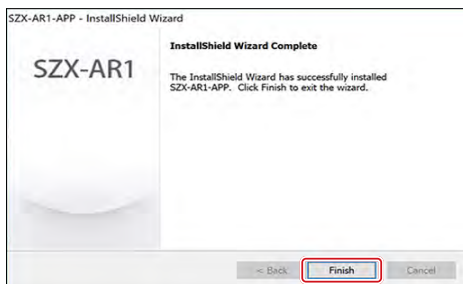 SZX-AR1-APP - InstallShield Wizard
SZX-AR1
InstallShield Wizard Complete
The InstallShield Wizard has successfully installed
SZX-AR1-APP. Click Finish to exit the wizard.
< Back
Finish
Cancel